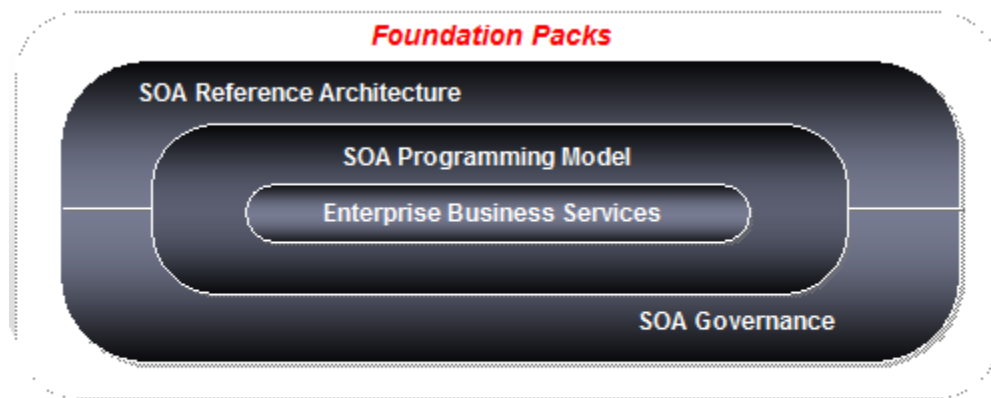 Foundation Packs
SOA Reference Architecture
SOA Programming Model
Enterprise Business Services
SOA Governance